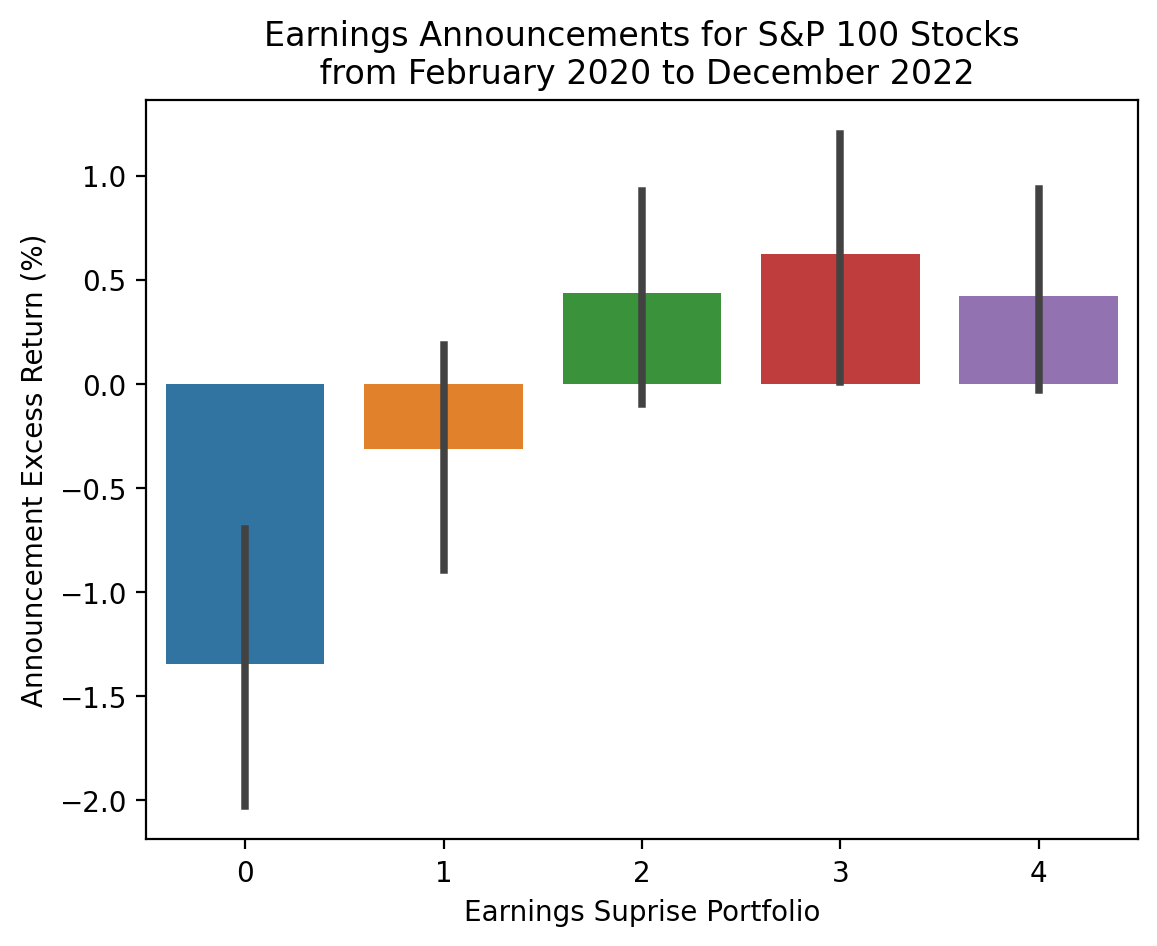 Earnings Announcements for S&P 100 Stocks
from February 2020 to December 2022
Announcement Excess Return (%)
1.0
0.5
0.0
−0.5
−1.0
−1.5
−2.0
0 1 2 3 4
Earnings Suprise Portfolio